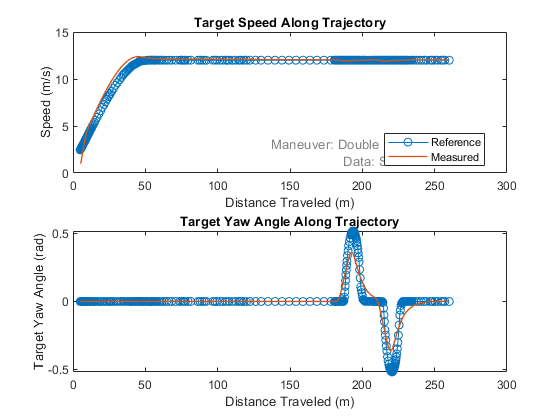 Target Speed Along Trajectory
15
10
5
0
Speed (m/s)
Maneuver: Double
Data:
Reference
Measured
0 50 100 150 200 250 300
Distance Traveled (m)
Target Yaw Angle Along Trajectory
0.5
0
-0.5
Target Yaw Angle (rad)
0 50 100 150 200 250 300
Distance Traveled (m)